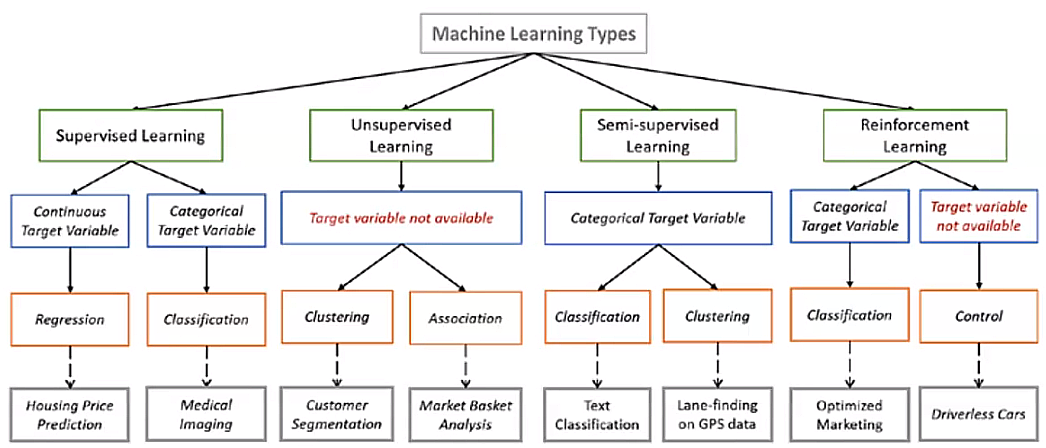 Machine Learning Types
Supervised Learning
Unsupervised
Learning
Semi-supervised
Learning
Reinforcement
Learning
Continuous
Target Variable
Categorical
Target Variable
Target variable not available
Categorical Target Variable
Categorical
Target Variable
Target variable
not available
Regression
Classification
Clustering
Association
Classification
Clustering
Classification
Control
Housing Price
Prediction
Medical
Imaging
Customer
Segmentation
Market Basket
Analysis
Text
Classification
Lane-finding
on GPS data
Optimized
Marketing
Driverless Cars